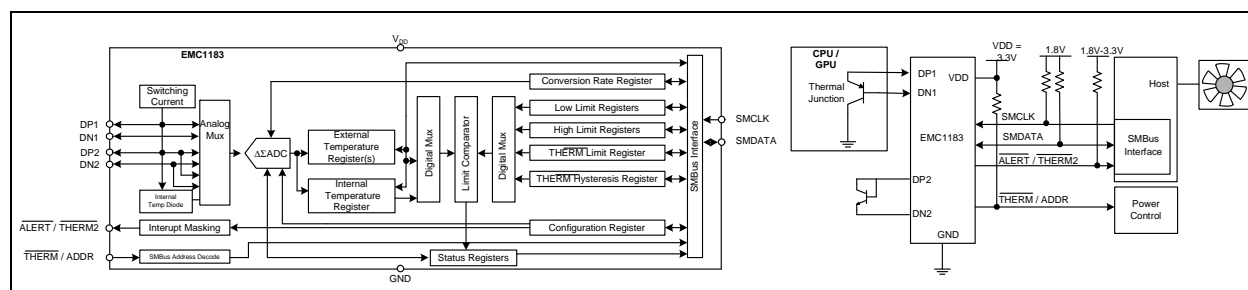 EMC1183
VDD
Switching
Current
DP1
DN1
DP2
DN2
Analog
Mux
Internal
Temp Diode
ΔΣADC
External
Temperature
Register(s)
Internal
Temperature
Register
Digital Mux
Limit Comparator
Digital Mux
Conversion Rate Register
Low Limit Registers
High Limit Registers
THERM Limit Register
THERM Hysteresis Register
Configuration Register
Status Registers
SMBus Interface
SMCLK
SMDATA
ALERT / THERM2
Interupt Masking
THERM / ADDR
SMBus Address Decode
GND
CPU /
GPU
Thermal
Junction
DP1
DN1
VDD
EMC1183
DP2
DN2
GND
VDD =
3.3V
1.8V
1.8V-3.3V
SMCLK
SMDATA
ALERT / THERM2
THERM / ADDR
Host
SMBus
Interface
Power
Control